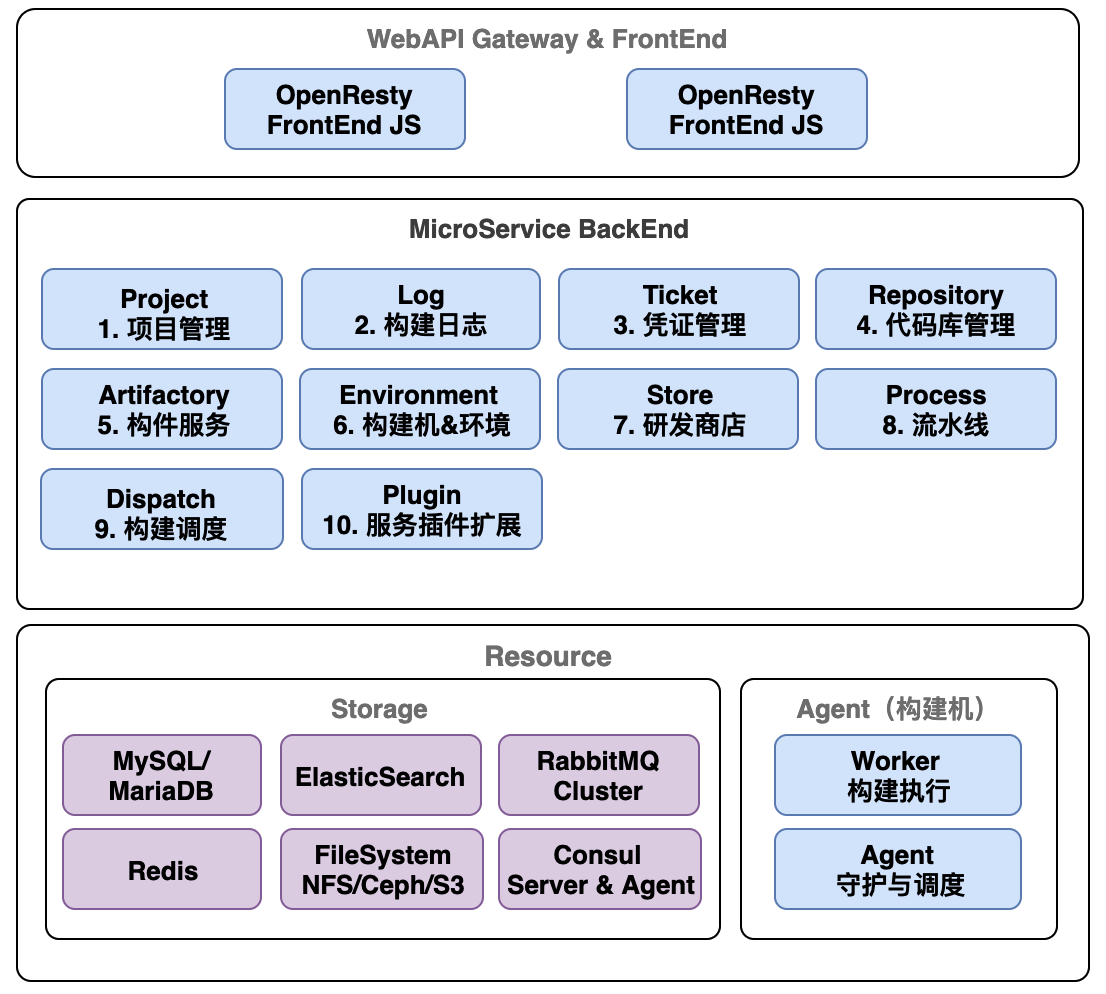 WebAPI Gateway & FrontEnd
OpenResty
FrontEnd JS
OpenResty
FrontEnd JS
MicroService BackEnd
Project
1. 项目管理
Log
2. 构建日志
Ticket
3. 凭证管理
Repository
4. 代码库管理
Artifactory
5. 构件服务
Environment
6. 构建机&环境
Store
7. 研发商店
Process
8. 流水线
Dispatch
9. 构建调度
Plugin
10. 服务插件扩展
Resource
Storage
MySQL/
MariaDB
ElasticSearch
RabbitMQ
Cluster
Redis
FileSystem
NFS/Ceph/S3
Consul
Server & Agent
Agent（构建机）
Worker
构建执行
Agent
守护与调度